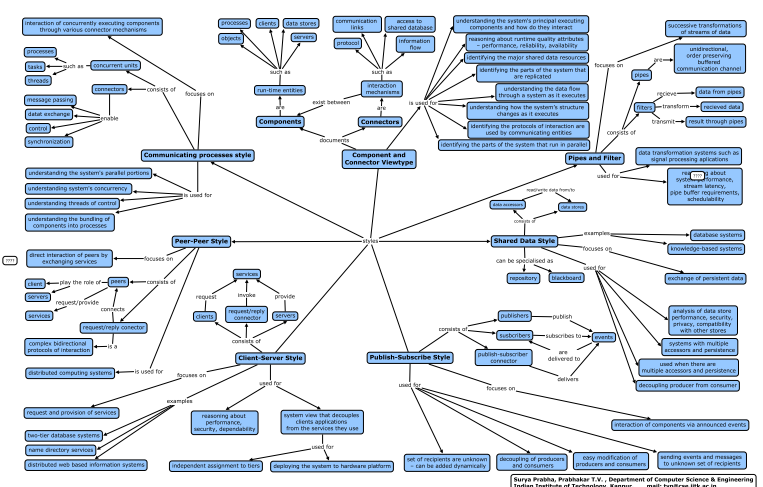 interaction of concurrently executing components
through various connector mechanisms
processes
tasks
threads
such as
concurrent units
connectors
consists of
focuses on
message passing
datat exchange
control
synchronization
enable
Communicating processes style
understanding the system's parallel portions
understanding system's concurrency
understanding threads of control
understanding the bundling of
components into processes
is used for
processes
clients
data stores
objects
servers
such as
run-time entities
are
Components
exist between
communication
links
access to
shared database
protocol
information
flow
such as
interaction
mechanisms
are
Connectors
documents
Component and
Connector Viewtype
is used for
understanding the system's principal executing
components and how do they interact
reasoning about runtime quality attributes
– performance, reliability, availability
identifying the major shared data resources
identifying the parts of the system that
are replicated
understanding the data flow
through a system as it executes
understanding how the system's structure
changes as it executes
identifying the protocols of interaction are
used by communicating entities
identifying the parts of the system that run in parallel
successive transformations
of streams of data
focuses on
unidirectional,
order preserving
buffered
communication channel
are
pipes
filters
recieve
data from pipes
transform
recieved data
transmit
result through pipes
consists of
Pipes and Filter
used for
data transformation systems such as
signal processing aplications
????
stream latency,
pipe buffer requirements,
schedulability
read/write data from/to
data accessors
data stores
consists of
styles
Peer-Peer Style
Shared Data Style
examples
database systems
knowledge-based systems
focuses on
exchange of persistent data
can be specialised as
repository
blackboard
used for
analysis of data store
performance, security,
privacy, compatibility
with other stores
systems with multiple
accessors and persistence
used when there are
multiple accessors and persistence
decoupling producer from consumer
????
direct interaction of peers by
exchanging services
focuses on
client
play the role of
peers
consists of
servers
request/provide
services
connects
request/reply conector
complex bidirectional
protocols of interaction
is a
distributed computing systems
is used for
services
request
invoke
provide
clients
request/reply
connector
servers
consists of
Client-Server Style
focuses on
request and provision of services
examples
two-tier database systems
name directory services
distributed web based information systems
used for
reasoning about
performance,
security, dependability
system view that decouples
clients applications
from the services they use
used for
independent assignment to tiers
deploying the system to hardware platform
publishers
publish
consists of
susbcribers
subscribes to
events
publish-subscriber
connector
are
delivered to
delivers
Publish-Subscribe Style
used for
focuses on
interaction of components via announced events
set of recipients are unknown
– can be added dynamically
decoupling of producers
and consumers
easy modification of
producers and consumers
sending events and messages
to unknown set of recipients
Surya Prabha, Prabhakar T.V. , Department of Computer Science & Engineering
Indian Institute of Technology, Kanpur